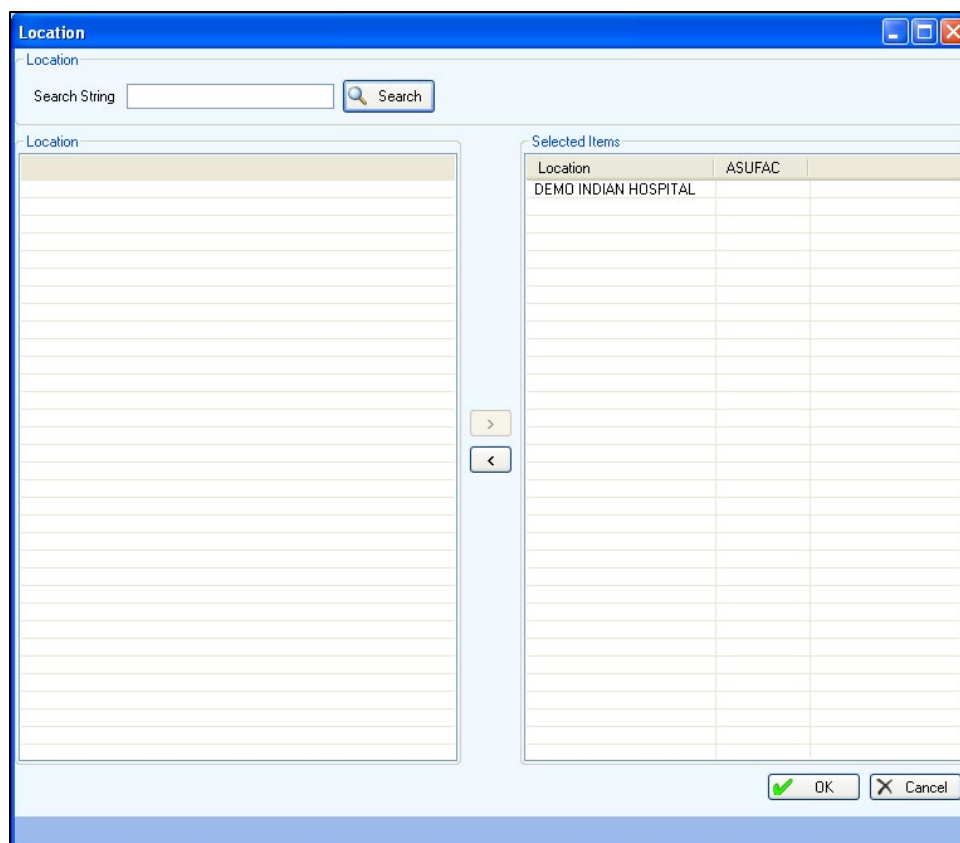 Location
Location
Search String
Search
Location
Selected Items
Location ASUFAC
DEMO INDIAN HOSPITAL
>
<
OK Cancel